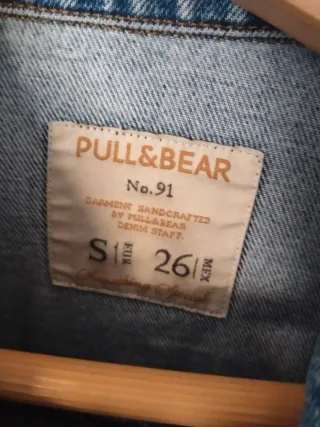 PULL&BEAR
No.91
GARMENT HANDCRAFTED
BY PULL&BEAR
DENIM STAFF.
S EUR 26 MEX